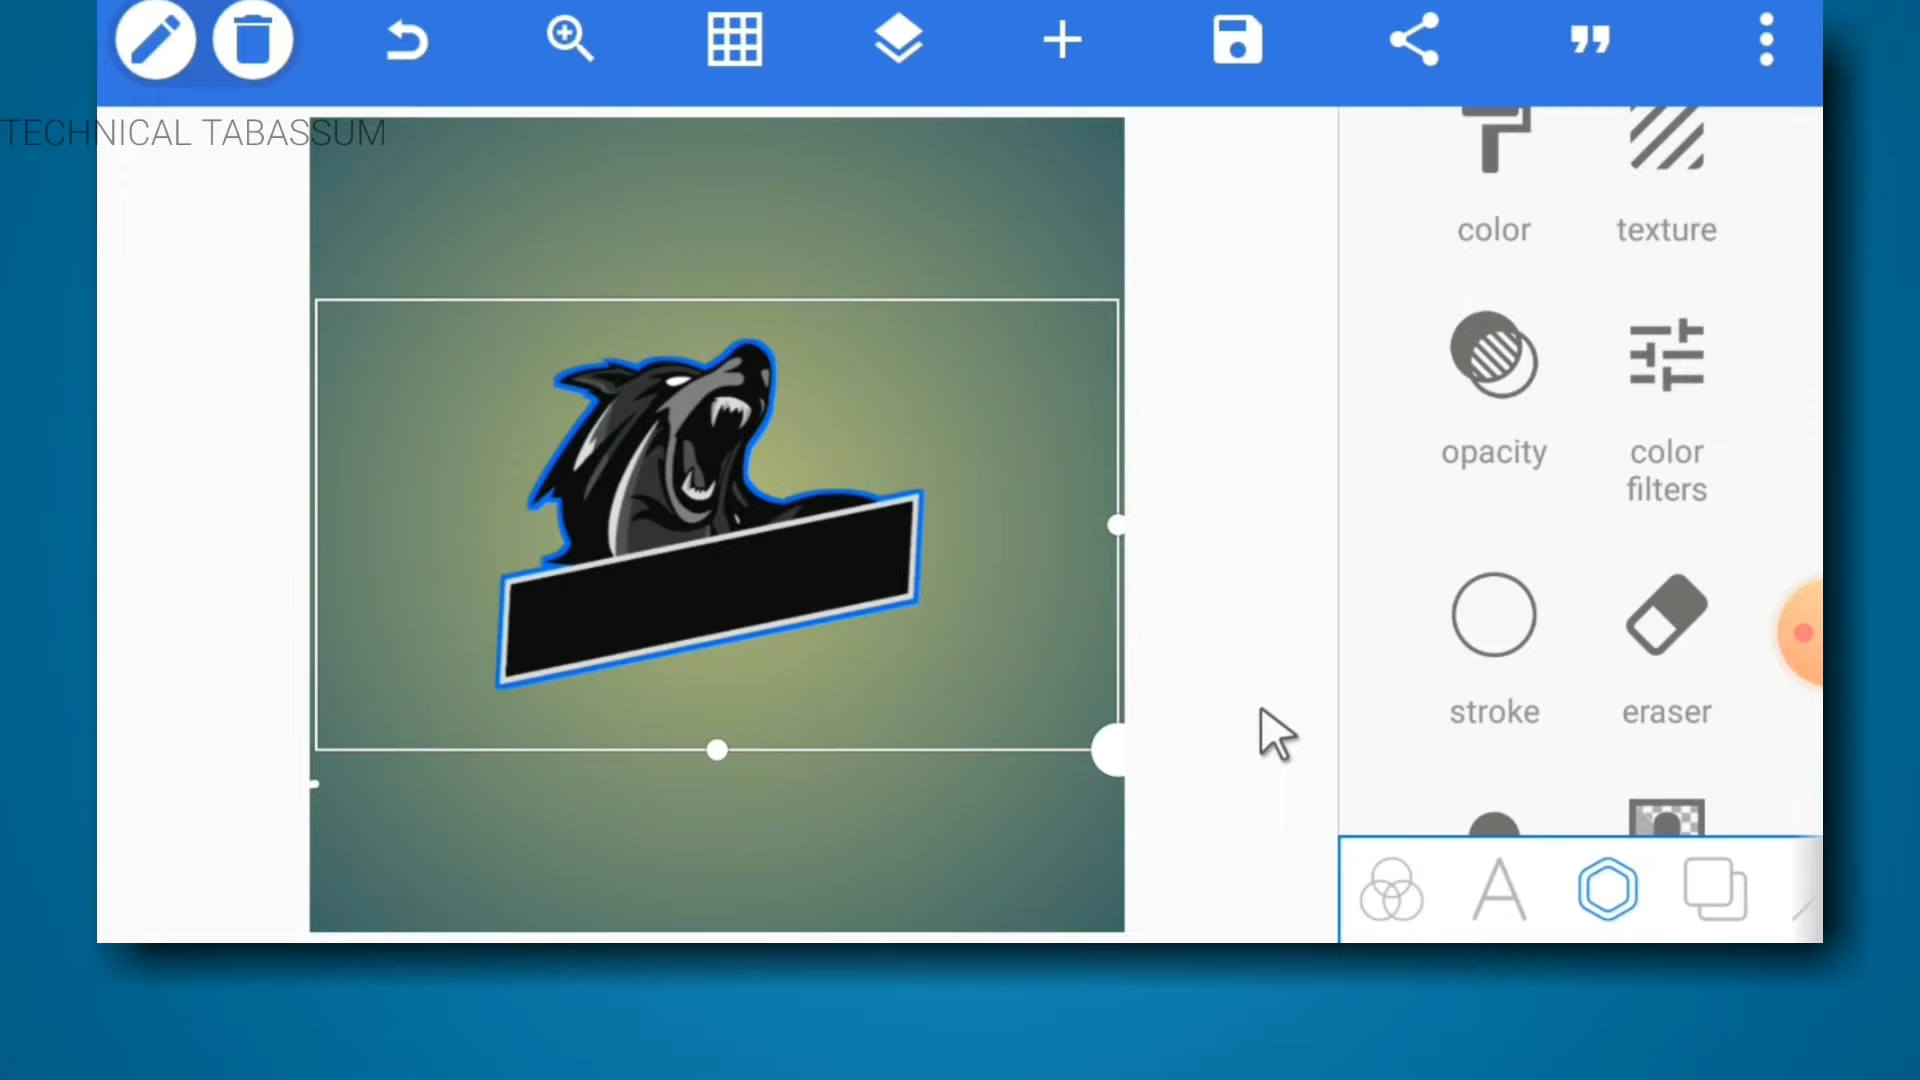 TECHNICAL TABASSUM
color texture
opacity color
filters
stroke eraser